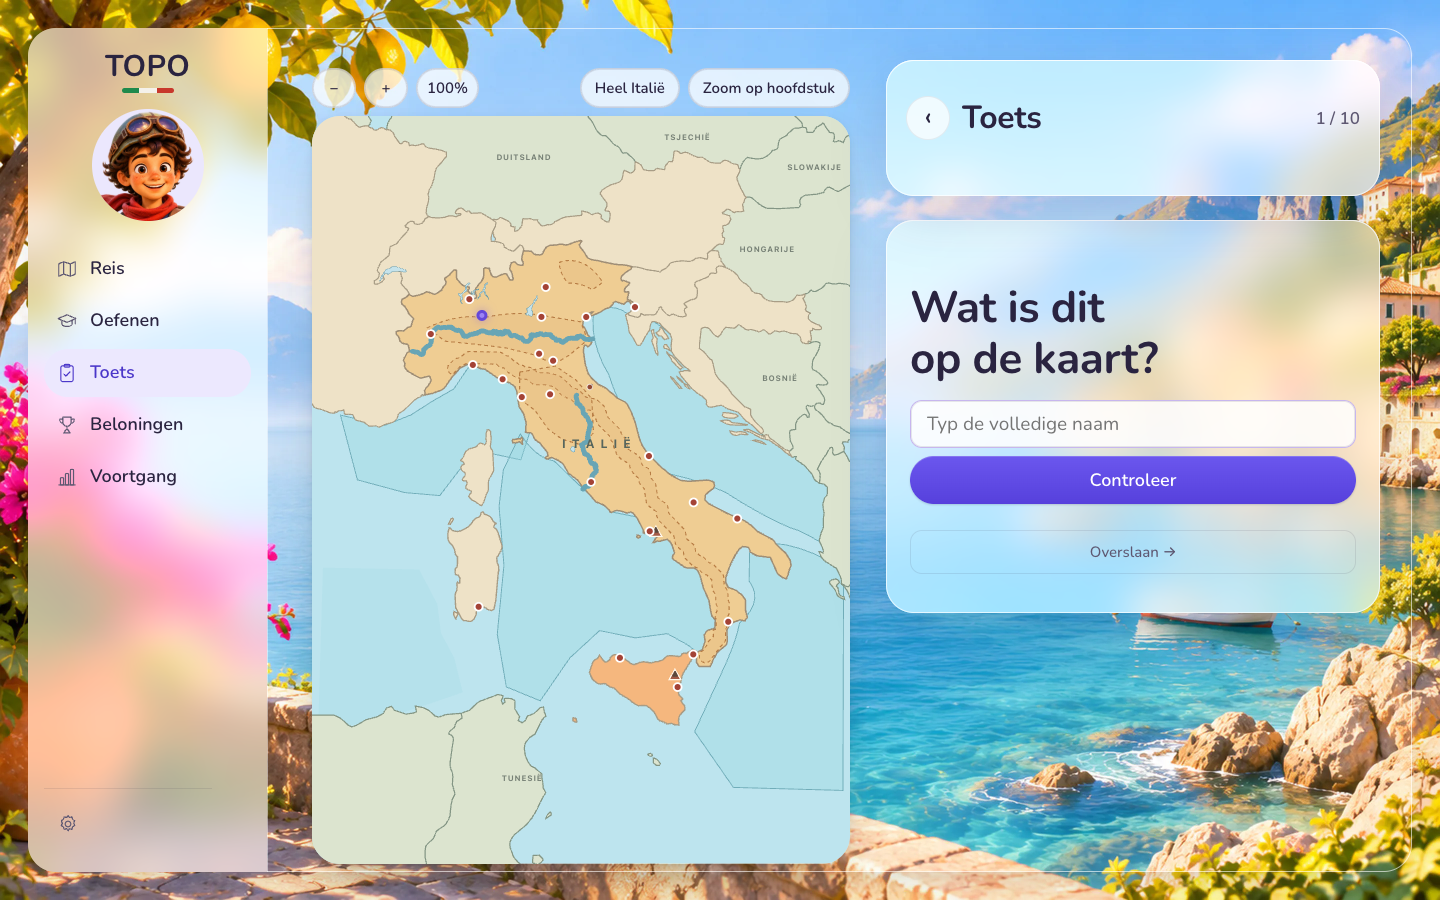 TOPO
Reis
Oefenen
Toets
Beloningen
Voortgang
−
+
100%
Heel Italië
Zoom op hoofdstuk
TSJECHIË
DUITSLAND
SLOWAKIJE
HONGARIJE
BOSNIË
ITALIË
TUNESIË
‹
Toets
1 / 10
Wat is dit
op de kaart?
Typ de volledige naam
Controleer
Overslaan →